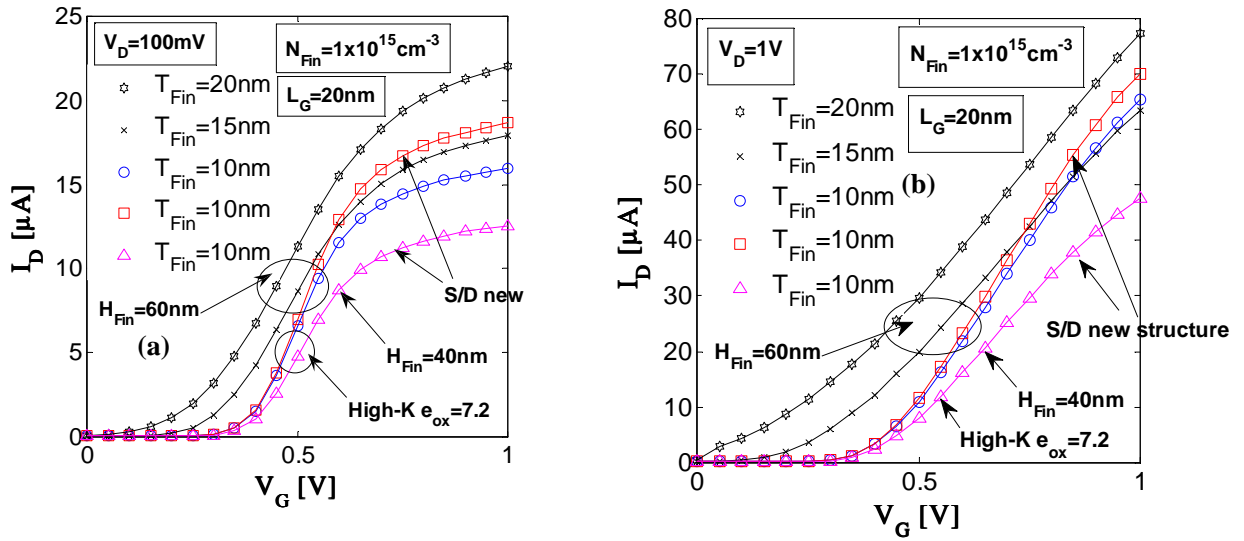 25
20
15
10
5
0
0
0.5
1
I_D [µA]
V_G [V]
V_D=100mV
N_Fin=1x10^15cm^-3
L_G=20nm
T_Fin=20nm
T_Fin=15nm
T_Fin=10nm
T_Fin=10nm
T_Fin=10nm
H_Fin=60nm
(a)
S/D new
H_Fin=40nm
High-K e_ox=7.2
80
70
60
50
40
30
20
10
0
0
0.5
1
I_D [µA]
V_G [V]
V_D=1V
N_Fin=1x10^15cm^-3
L_G=20nm
T_Fin=20nm
T_Fin=15nm
T_Fin=10nm
T_Fin=10nm
T_Fin=10nm
(b)
H_Fin=60nm
S/D new structure
H_Fin=40nm
High-K e_ox=7.2